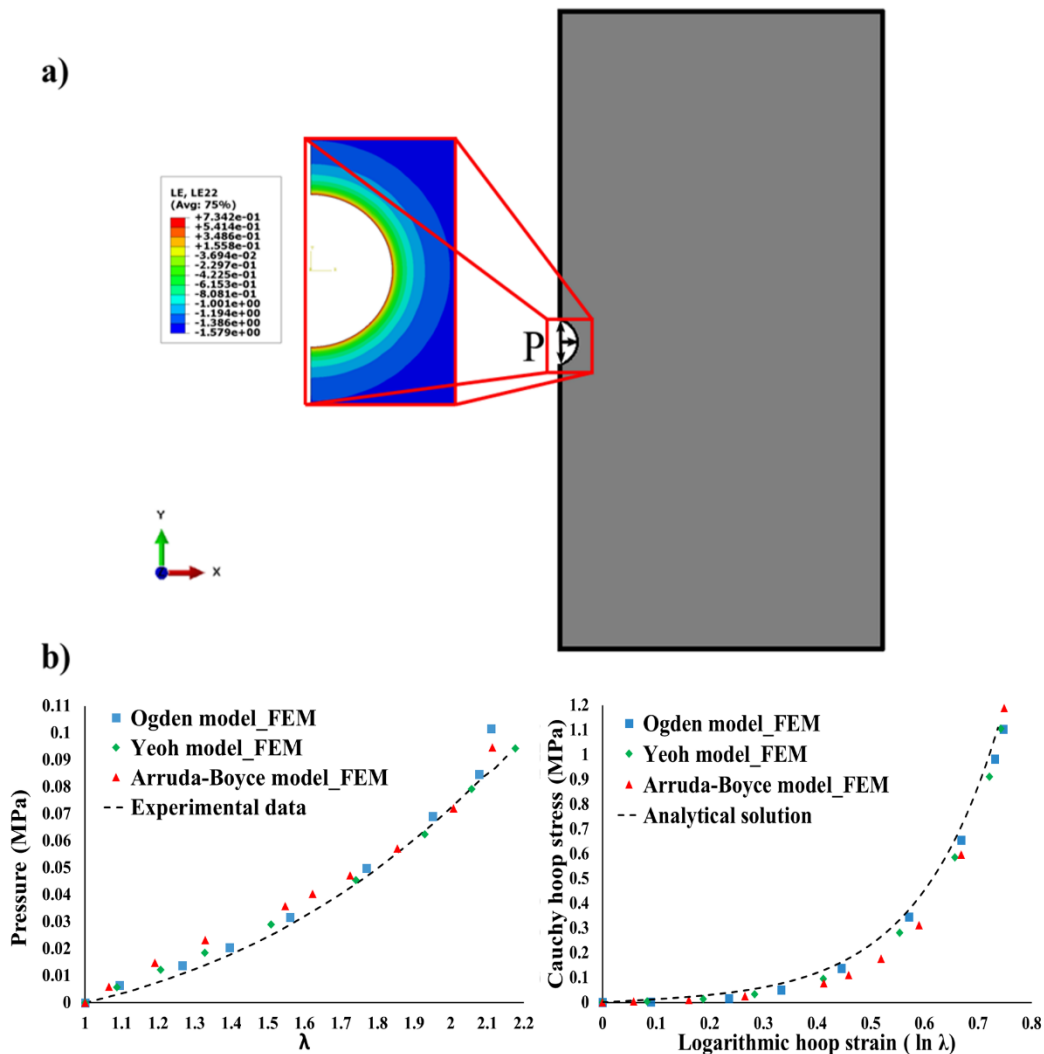 a)
LE, LE22
(Avg: 75%)
+7.342e-01
+5.414e-01
+3.486e-01
+1.558e-01
-3.694e-02
-2.297e-01
-4.225e-01
-6.153e-01
-8.081e-01
-1.001e+00
-1.194e+00
-1.386e+00
-1.579e+00
P
Y
X
b)
Pressure (MPa)
0.11
0.1
0.09
0.08
0.07
0.06
0.05
0.04
0.03
0.02
0.01
0
Ogden model_FEM
Yeoh model_FEM
Arruda-Boyce model_FEM
Experimental data
1 1.1 1.2 1.3 1.4 1.5 1.6 1.7 1.8 1.9 2 2.1 2.2
λ
Cauchy hoop stress (MPa)
1.2
1.1
1
0.9
0.8
0.7
0.6
0.5
0.4
0.3
0.2
0.1
0
Ogden model_FEM
Yeoh model_FEM
Arruda-Boyce model_FEM
Analytical solution
0 0.1 0.2 0.3 0.4 0.5 0.6 0.7 0.8
Logarithmic hoop strain ( ln λ)